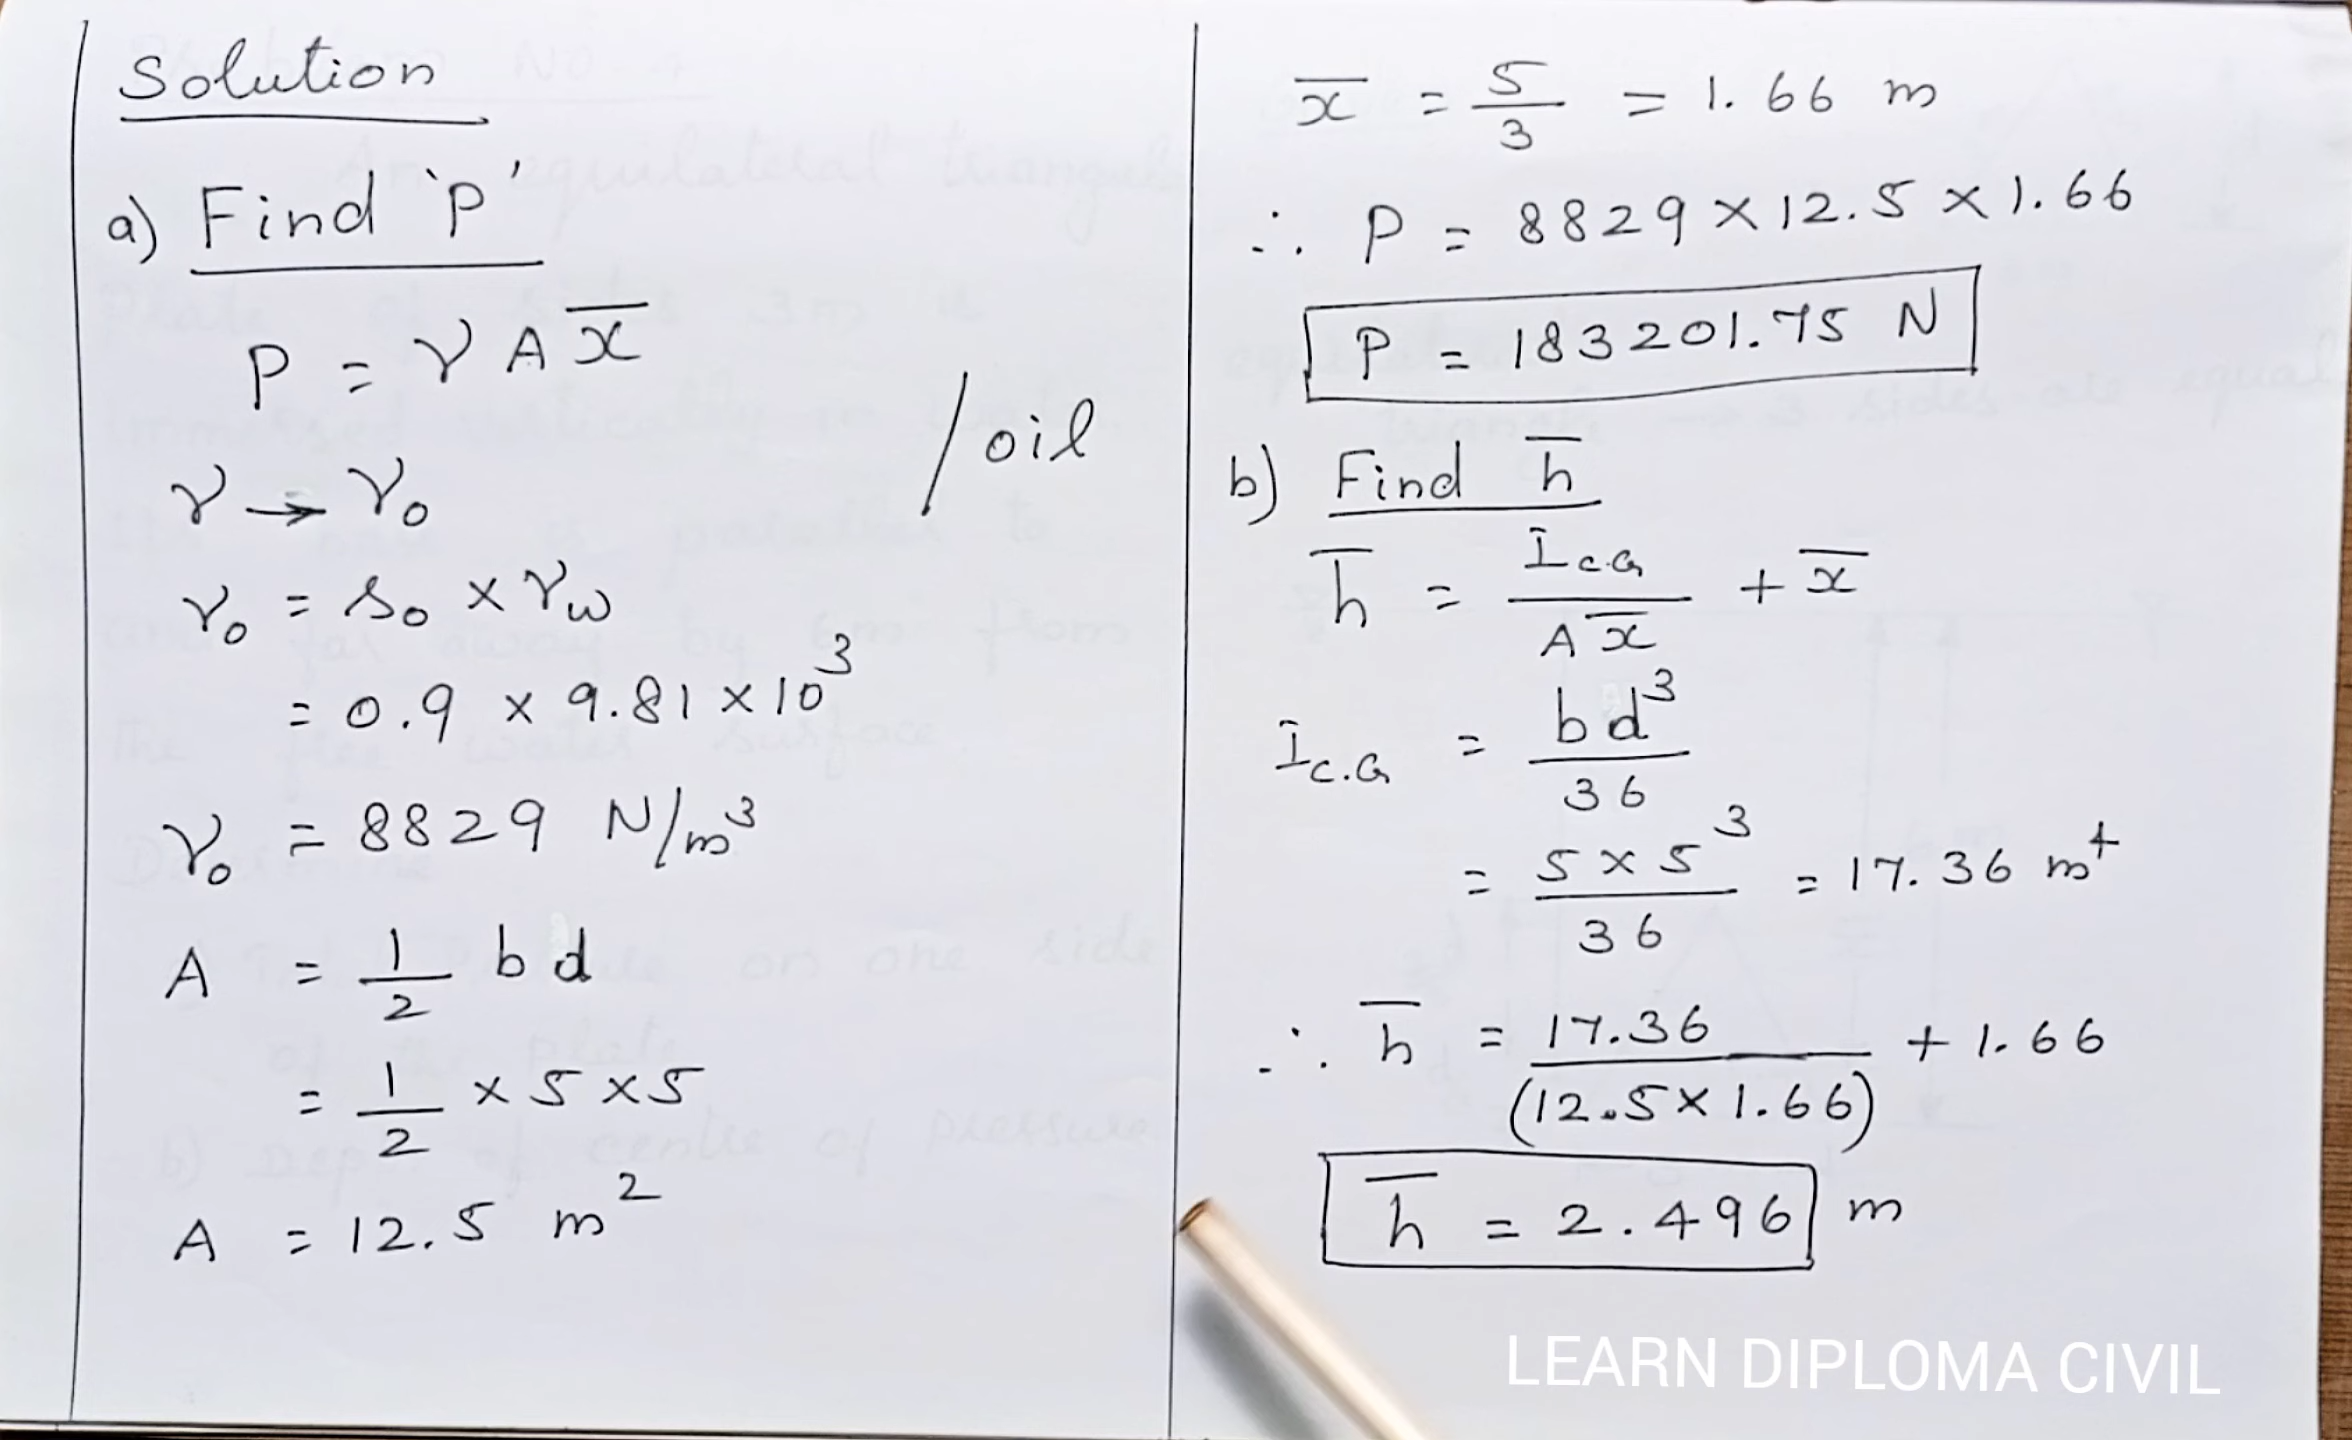 Solution
a) Find 'P'
P = γ A x̅
/ oil
γ → γo
γo = so × γw
= 0.9 × 9.81 × 10³
γo = 8829 N/m³
A = 1/2 b d
= 1/2 × 5 × 5
A = 12.5 m²
x̅ = 5/3 = 1.66 m
∴ P = 8829 × 12.5 × 1.66
P = 183201.75 N
b) Find h̅
h̅ = Ic.G / A x̅ + x̅
Ic.G = bd³ / 36
= 5 × 5³ / 36 = 17.36 m⁴
∴ h̅ = 17.36 / (12.5 × 1.66) + 1.66
h̅ = 2.496 m
LEARN DIPLOMA CIVIL